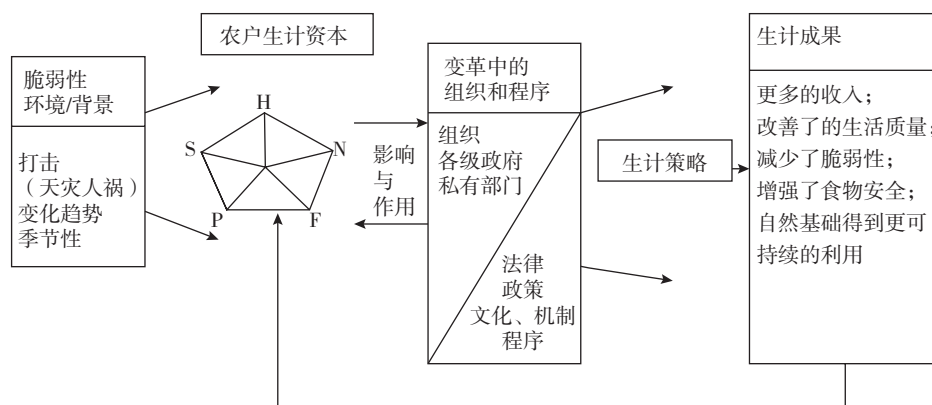 农户生计资本
脆弱性
环境/背景
打击
（天灾人祸）
变化趋势
季节性
H
S
N
P
F
影响
与
作用
变革中的
组织和程序
组织
各级政府
私有部门
法律
政策
文化、机制
程序
生计策略
生计成果
更多的收入；
改善了的生活质量；
减少了脆弱性；
增强了食物安全；
自然基础得到更可
持续的利用